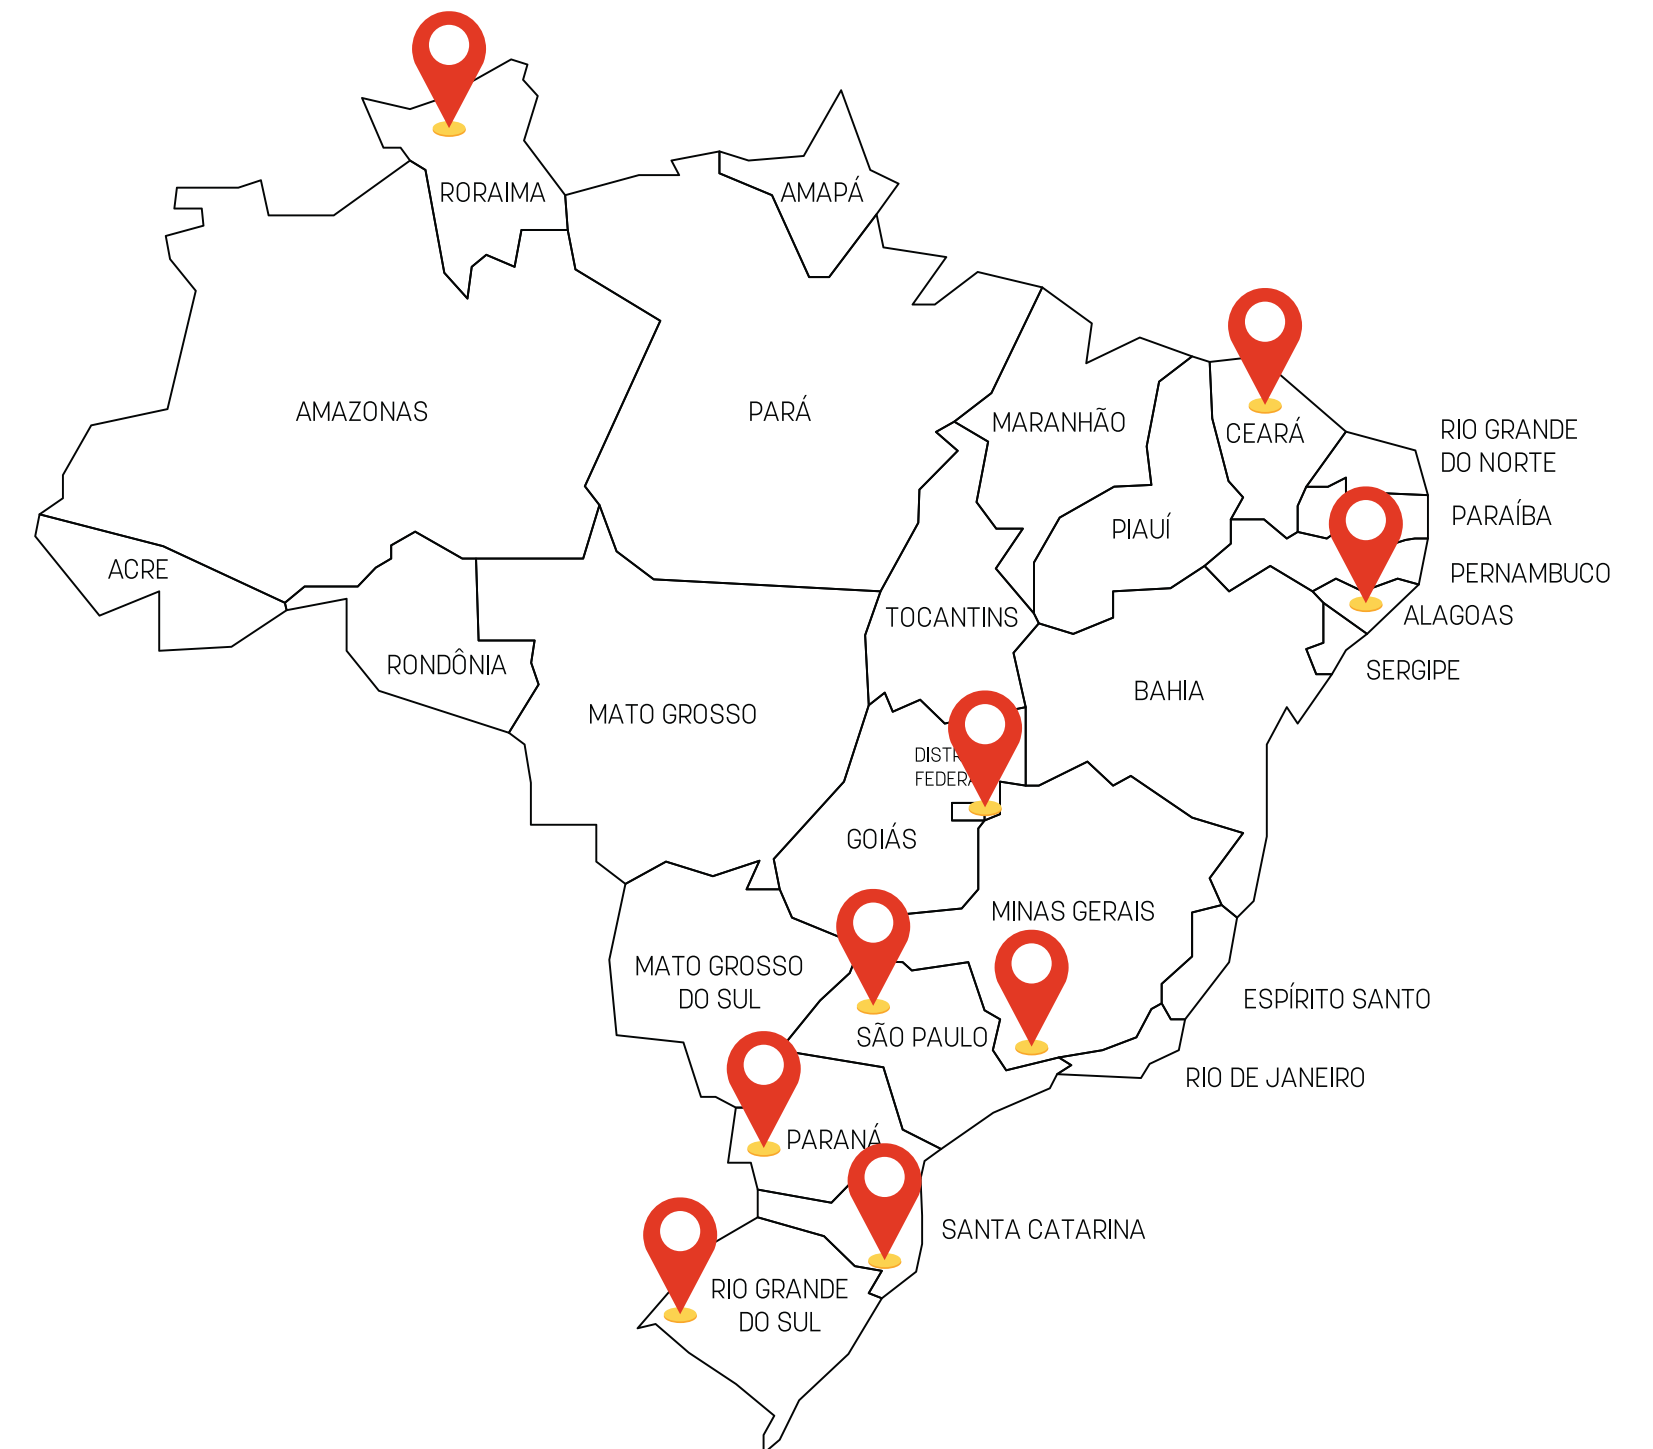 RORAIMA
AMAPÁ
AMAZONAS
PARÁ
MARANHÃO
CEARÁ
RIO GRANDE
DO NORTE
PIAUÍ
PARAÍBA
ACRE
PERNAMBUCO
TOCANTINS
ALAGOAS
RONDÔNIA
SERGIPE
BAHIA
MATO GROSSO
GOIÁS
MINAS GERAIS
MATO GROSSO
DO SUL
ESPÍRITO SANTO
SÃO PAULO
RIO DE JANEIRO
PARANÁ
SANTA CATARINA
RIO GRANDE
DO SUL